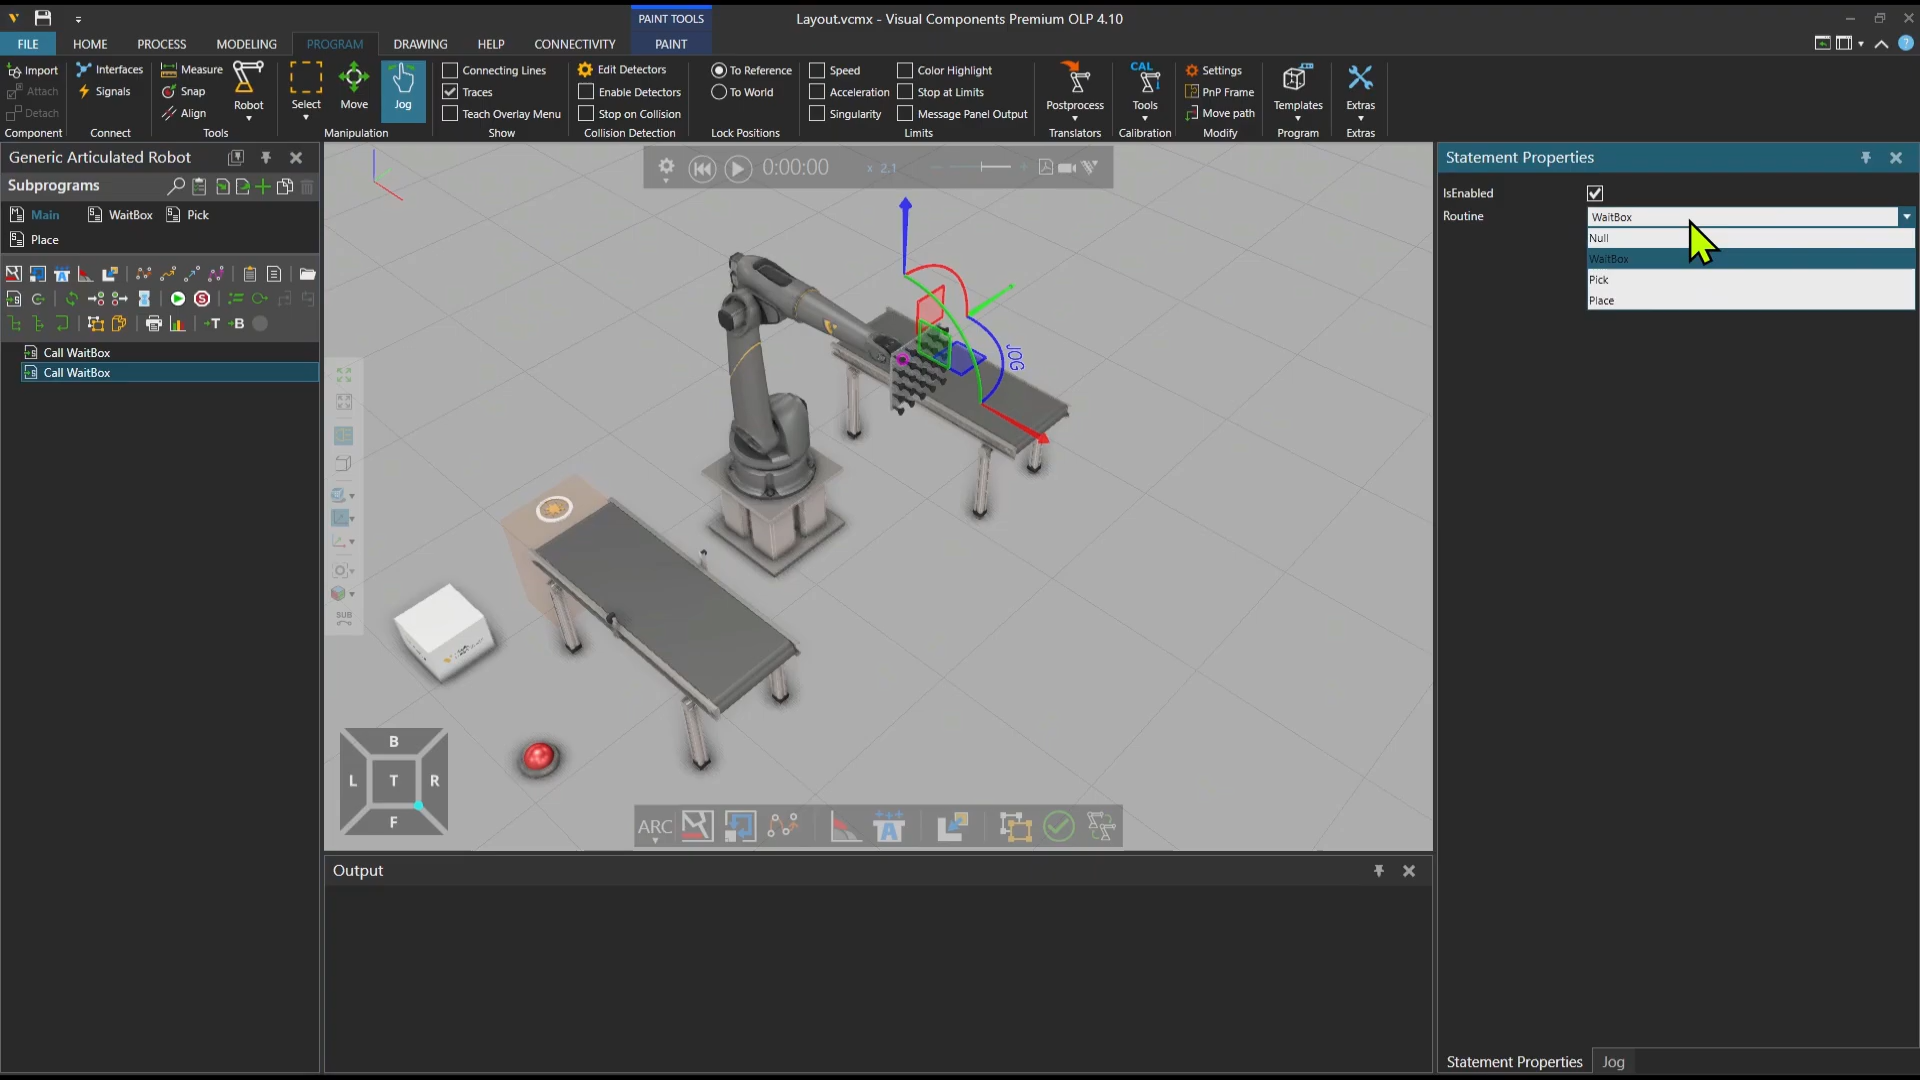 PAINT TOOLS
Layout.vcmx - Visual Components Premium OLP 4.10
FILE HOME PROCESS MODELING PROGRAM DRAWING HELP CONNECTIVITY PAINT
Import Interfaces Measure Connecting Lines Edit Detectors To Reference Speed Color Highlight CAL Settings
Attach Signals Snap Traces Enable Detectors To World Acceleration Stop at Limits PnP Frame
Detach Align Robot Select Move Jog Teach Overlay Menu Stop on Collision Singularity Message Panel Output Postprocess Tools Move path Templates Extras
Component Connect Tools Manipulation Show Collision Detection Lock Positions Limits Translators Calibration Modify Program Extras
Generic Articulated Robot
Subprograms
Main WaitBox Pick
Place
Call WaitBox
Call WaitBox
0:00:00 x 2.1
JOG
SUB
B
L T R
F
ARC
Output
Statement Properties
IsEnabled
Routine WaitBox
Null
WaitBox
Pick
Place
Statement Properties Jog